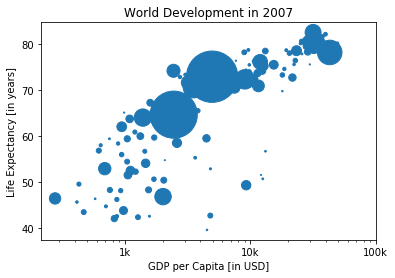 World Development in 2007
Life Expectancy [in years]
80
70
60
50
40
1k
10k
100k
GDP per Capita [in USD]